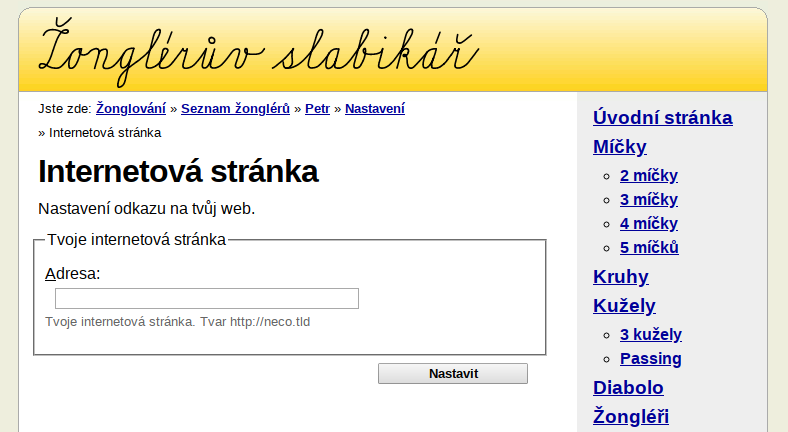 Žonglérův slabikář
Jste zde: Žonglování » Seznam žonglérů » Petr » Nastavení
» Internetová stránka
Internetová stránka
Nastavení odkazu na tvůj web.
Tvoje internetová stránka
Adresa:
Tvoje internetová stránka. Tvar http://neco.tld
Nastavit
Úvodní stránka
Míčky
2 míčky
3 míčky
4 míčky
5 míčků
Kruhy
Kužely
3 kužely
Passing
Diabolo
Žongléři